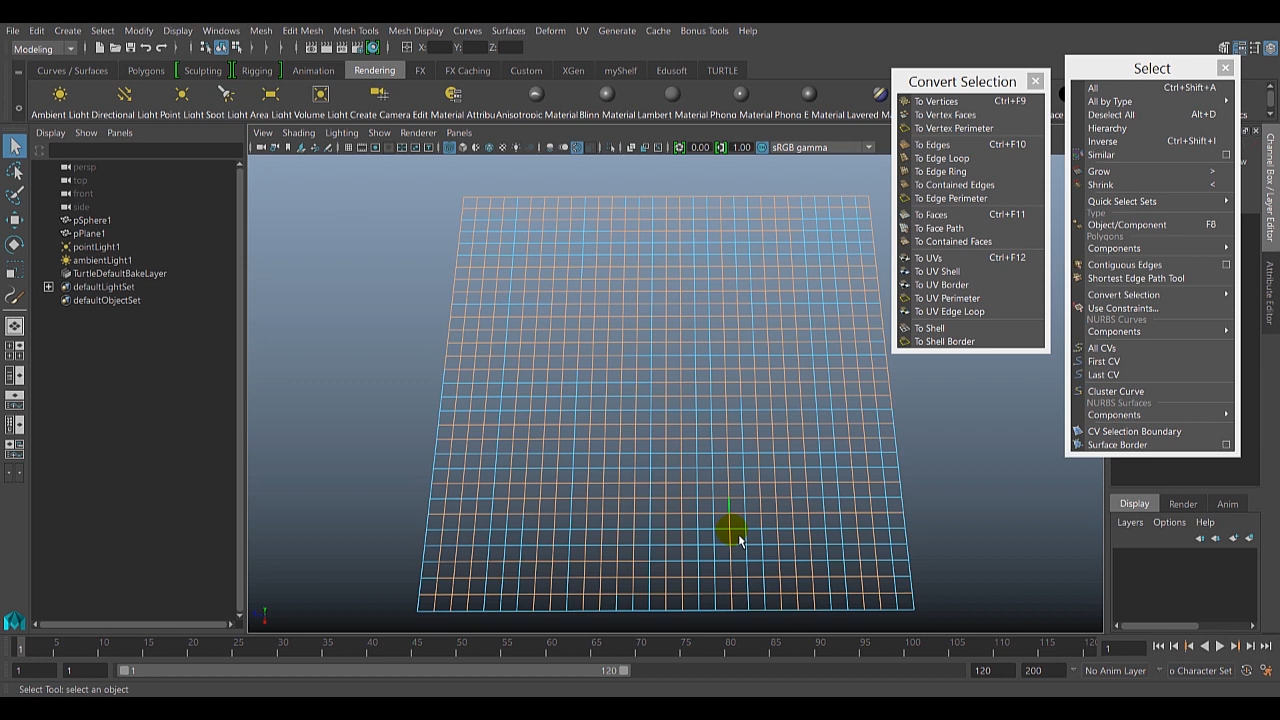 File Edit Create Select Modify Display Windows Mesh Edit Mesh Mesh Tools Mesh Display Curves Surfaces Deform UV Generate Cache Bonus Tools Help
Modeling X: Y: Z:
Curves / Surfaces Polygons Sculpting Rigging Animation Rendering FX FX Caching Custom XGen myShelf Edusoft TURTLE
Ambient Light Directional Light Point Light Spot Light Area Light Volume Light Create Camera Edit Material Attribu Anisotropic Material Blinn Material Lambert Material Phong Material Phong E Material Layered M
Display Show Panels
View Shading Lighting Show Renderer Panels
0.00 1.00 sRGB gamma
persp
top
front
side
pSphere1
pPlane1
pointLight1
ambientLight1
TurtleDefaultBakeLayer
defaultLightSet
defaultObjectSet
Convert Selection
To Vertices Ctrl+F9
To Vertex Faces
To Vertex Perimeter
To Edges Ctrl+F10
To Edge Loop
To Edge Ring
To Contained Edges
To Edge Perimeter
To Faces Ctrl+F11
To Face Path
To Contained Faces
To UVs Ctrl+F12
To UV Shell
To UV Border
To UV Perimeter
To UV Edge Loop
To Shell
To Shell Border
Select
All Ctrl+Shift+A
All by Type
Deselect All Alt+D
Hierarchy
Inverse Ctrl+Shift+I
Similar
Grow >
Shrink <
Quick Select Sets
Type
Object/Component F8
Polygons
Components
Contiguous Edges
Shortest Edge Path Tool
Convert Selection
Use Constraints...
NURBS Curves
Components
All CVs
First CV
Last CV
Cluster Curve
NURBS Surfaces
Components
CV Selection Boundary
Surface Border
Channel Box / Layer Editor
Attribute Editor
Display Render Anim
Layers Options Help
5 10 15 20 25 30 35 40 45 50 55 60 65 70 75 80 85 90 95 100 105 110 115 12
1 1
1 1 1 120 120 200 No Anim Layer o Character Set
Select Tool: select an object